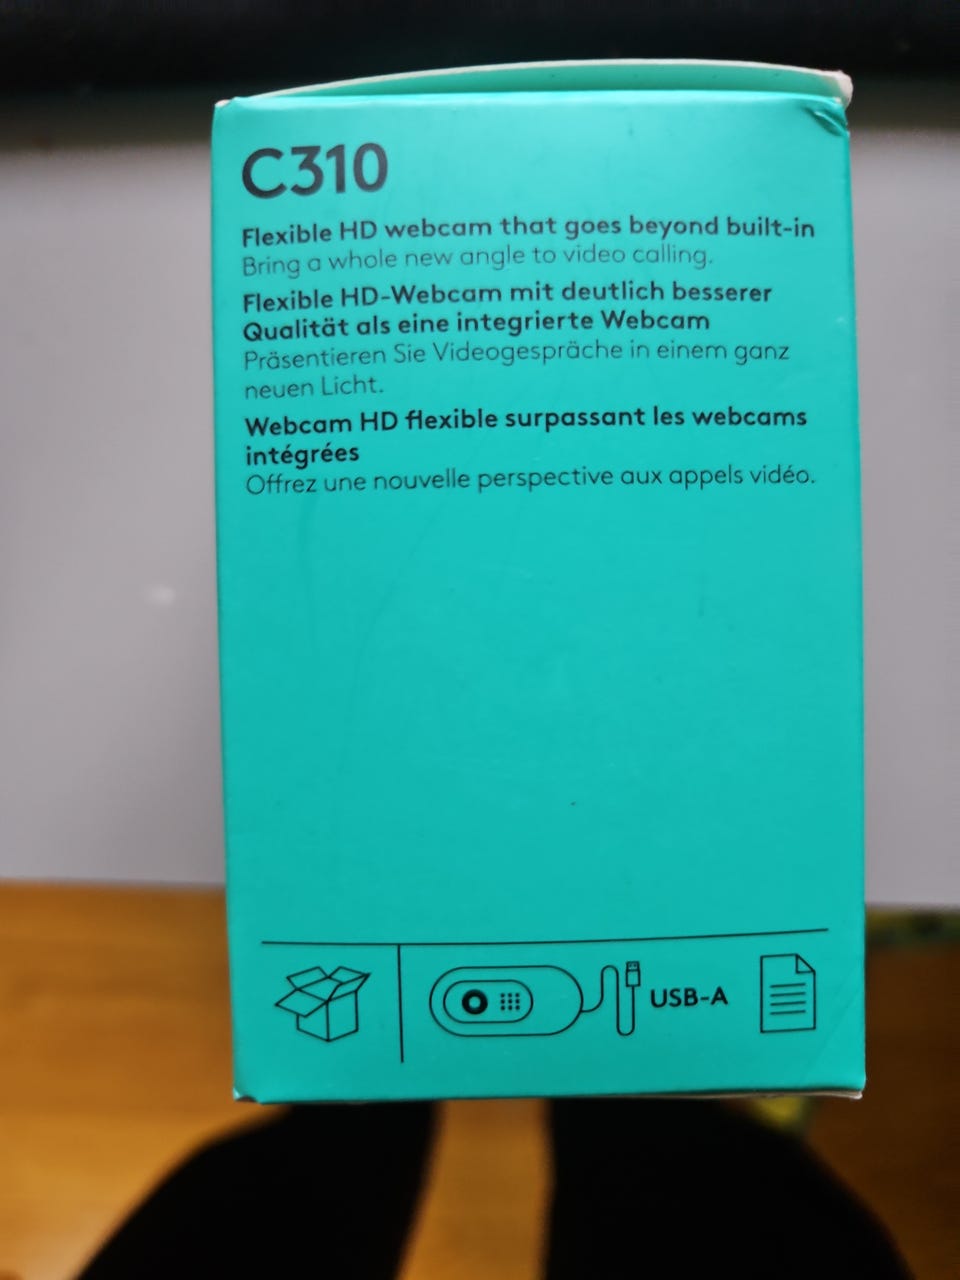 C310
Flexible HD webcam that goes beyond built-in
Bring a whole new angle to video calling.
Flexible HD-Webcam mit deutlich besserer
Qualität als eine integrierte Webcam
Präsentieren Sie Videogespräche in einem ganz
neuen Licht.
Webcam HD flexible surpassant les webcams
intégrées
Offrez une nouvelle perspective aux appels vidéo.
USB-A